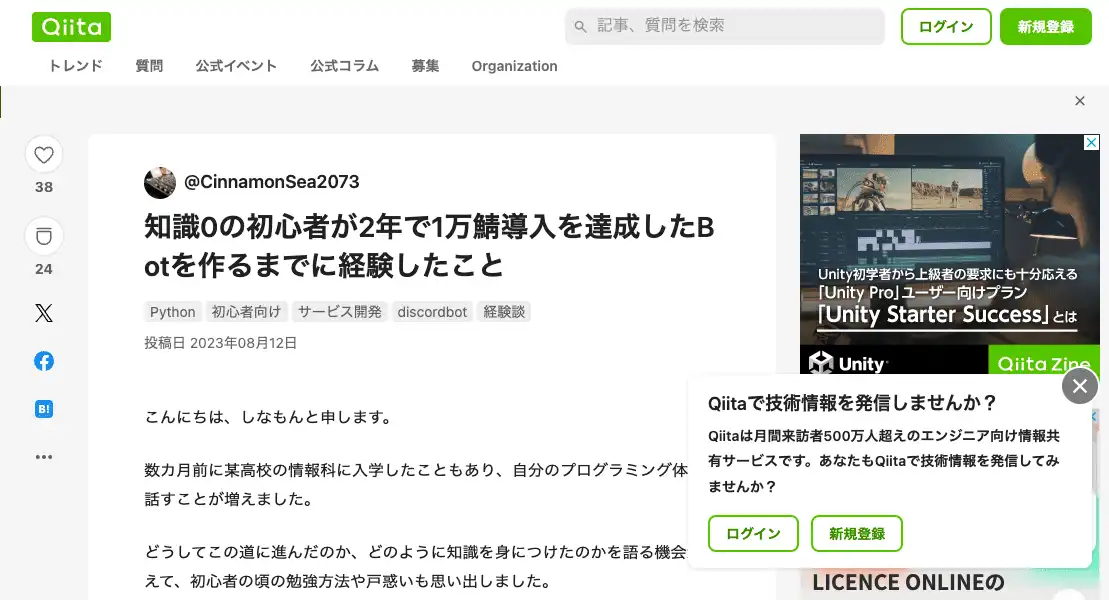 Qiita
記事、質問を検索
ログイン
新規登録
トレンド 質問 公式イベント 公式コラム 募集 Organization
38
24
B!
@CinnamonSea2073
知識0の初心者が2年で1万鯖導入を達成したB
otを作るまでに経験したこと
Python 初心者向け サービス開発 discordbot 経験談
投稿日 2023年08月12日
こんにちは、しなもんと申します。
数カ月前に某高校の情報科に入学したこともあり、自分のプログラミング体
話すことが増えました。
どうしてこの道に進んだのか、どのように知識を身につけたのかを語る機会
えて、初心者の頃の勉強方法や戸惑いも思い出しました。
Unity初学者から上級者の要求にも十分応える
「Unity Pro」ユーザー向けプラン
「Unity Starter Success」とは
Unity
Qiita Zine
Qiitaで技術情報を発信しませんか？
Qiitaは月間来訪者500万人超えのエンジニア向け情報共
有サービスです。あなたもQiitaで技術情報を発信してみ
ませんか？
ログイン
新規登録
LICENCE ONLINEの